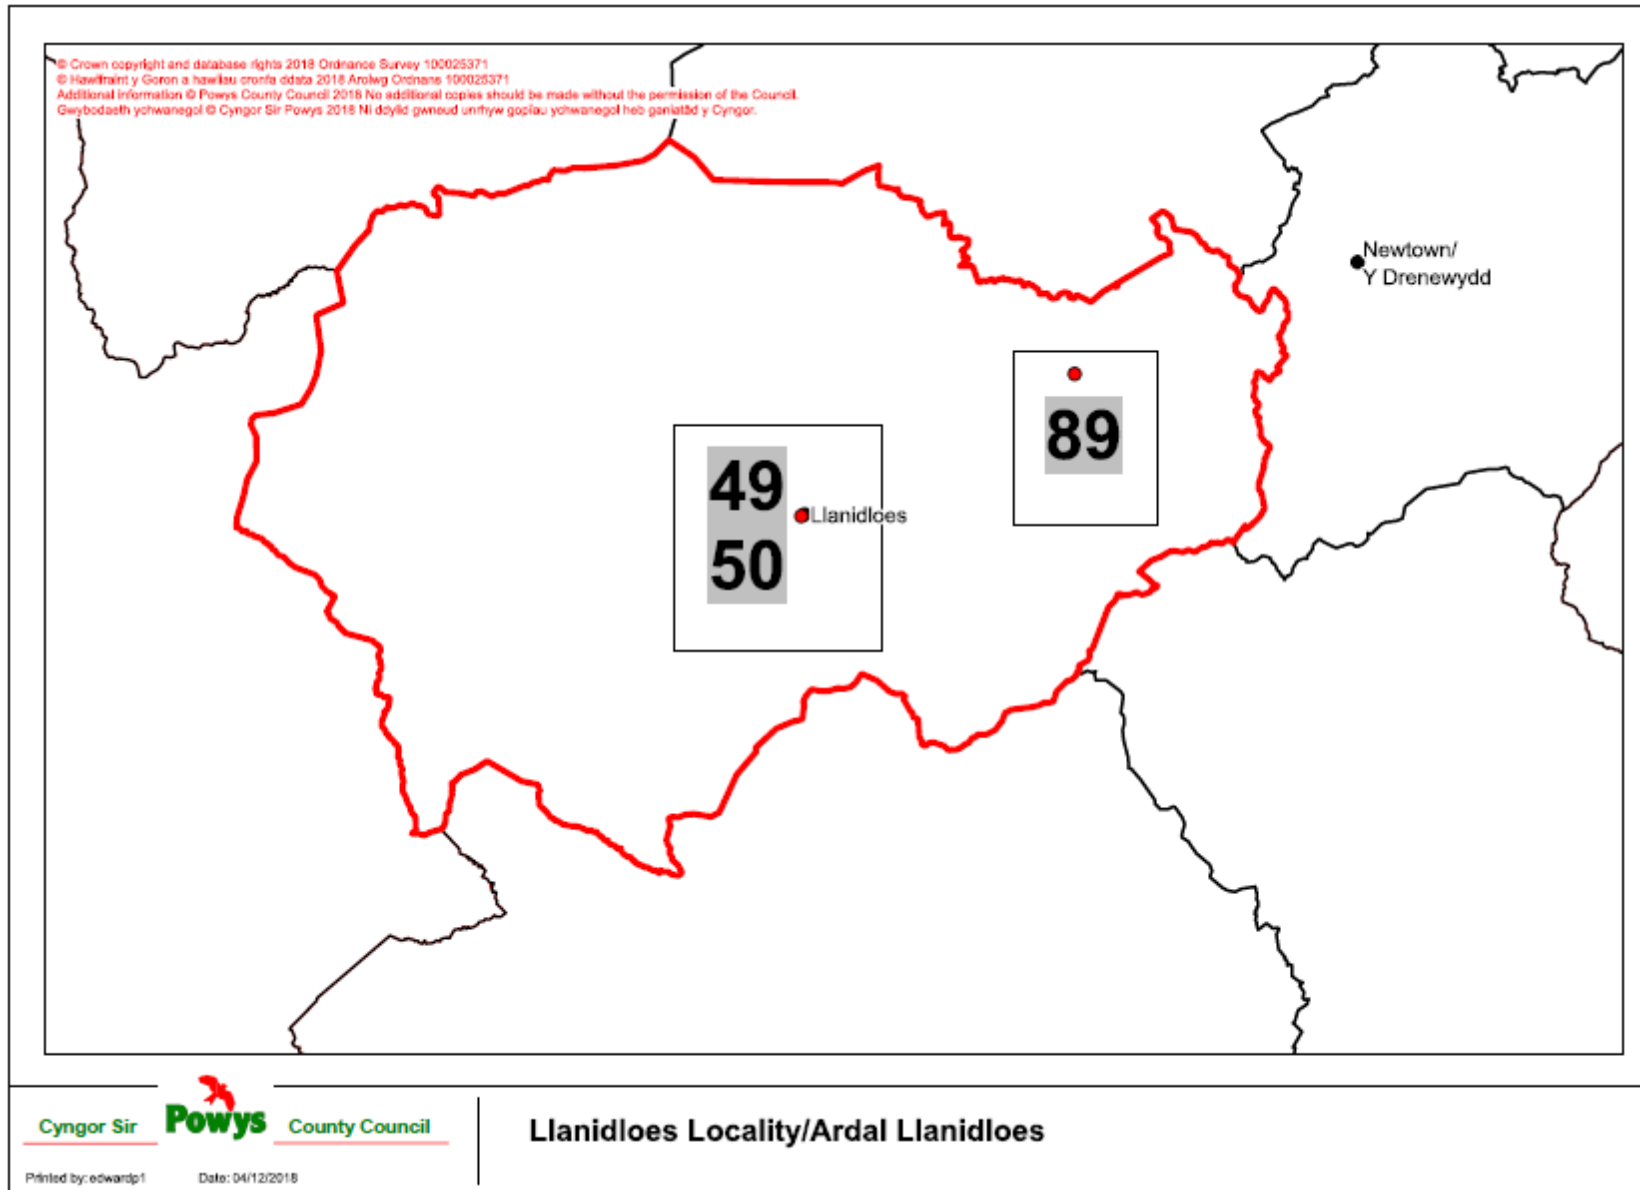 © Crown copyright and database rights 2018 Ordnance Survey 100025371
© Hawlfraint y Goron a hawliau cronfa ddata 2018 Arolwg Ordnans 100025371
Additional Information © Powys County Council 2018 No additional copies should be made without the permission of the Council.
Gwybodaeth ychwanegol © Cyngor Sir Powys 2018 Ni ddylid gwneud unrhyw gopïau ychwanegol heb ganiatâd y Cyngor.
Newtown/
Y Drenewydd
89
49
Llanidloes
50
Cyngor Sir Powys County Council
Llanidloes Locality/Ardal Llanidloes
Printed by: edwardp1 Date: 04/12/2018